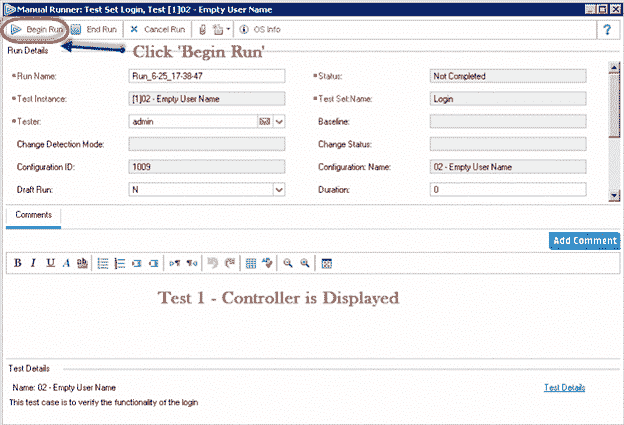 Manual Runner: Test Set Login, Test [1]02 - Empty User Name
Begin Run End Run Cancel Run OS Info ?
Click 'Begin Run'
Run Details
Run Name: Run_6-25_17-38-47 Status: Not Completed
Test Instance: [1]02 - Empty User Name Test Set:Name: Login
Tester: admin Baseline:
Change Detection Mode: Change Status:
Configuration ID: 1009 Configuration: Name: 02 - Empty User Name
Draft Run: N Duration: 0
Comments
Add Comment
B I U A ab
Test 1 - Controller is Displayed
Test Details
Name: 02 - Empty User Name Test Details
This test case is to verify the functionality of the login